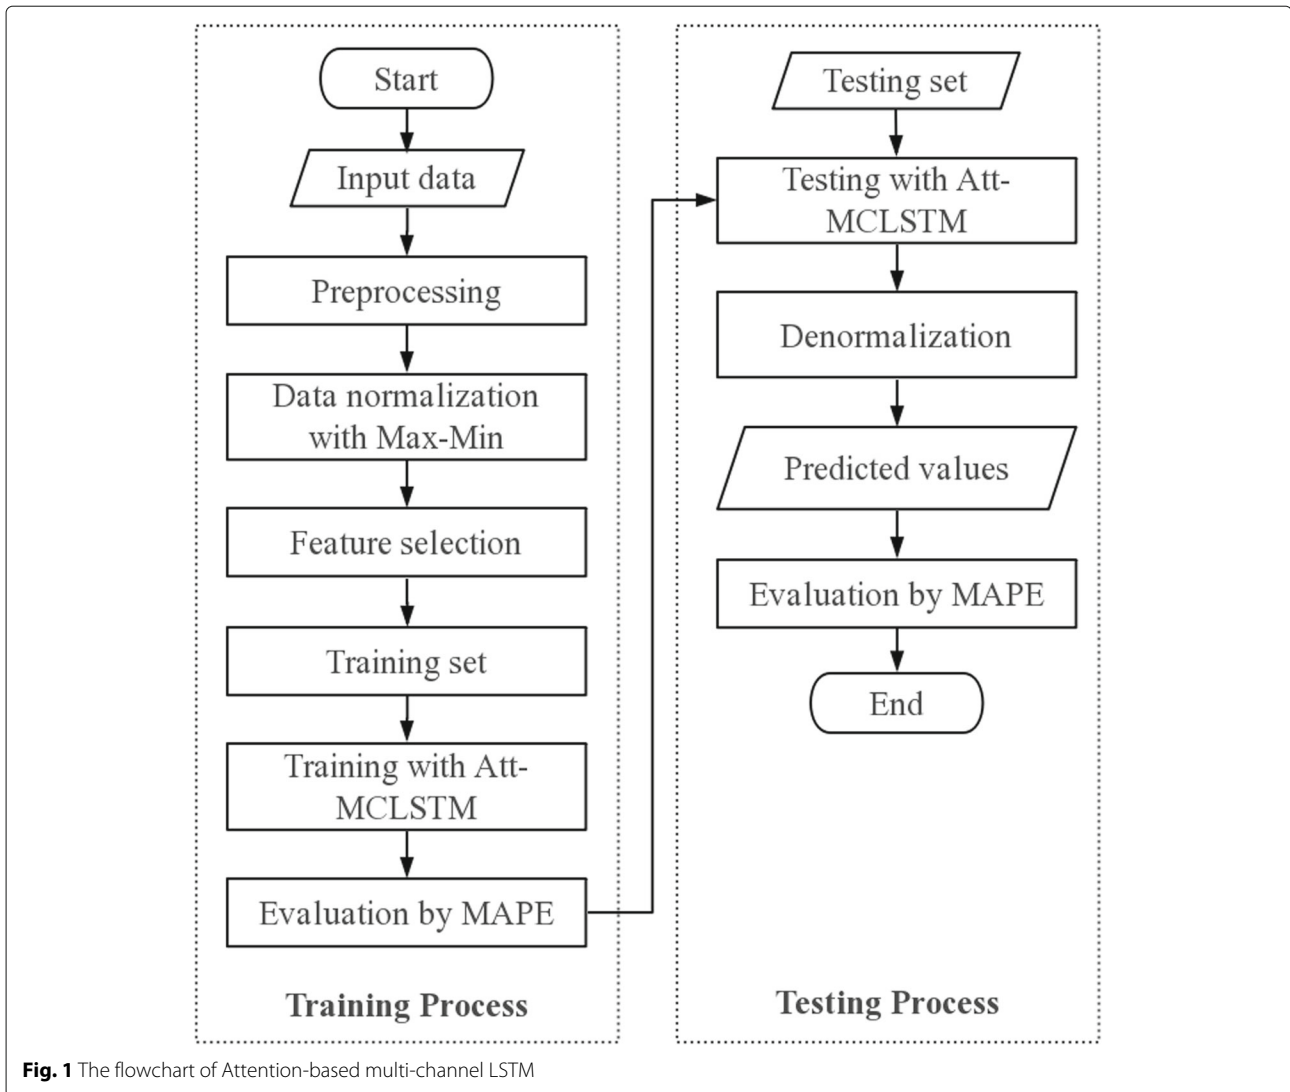 Start
Input data
Preprocessing
Data normalization
with Max-Min
Feature selection
Training set
Training with Att-
MCLSTM
Evaluation by MAPE
Training Process
Testing set
Testing with Att-
MCLSTM
Denormalization
Predicted values
Evaluation by MAPE
End
Testing Process
Fig. 1 The flowchart of Attention-based multi-channel LSTM